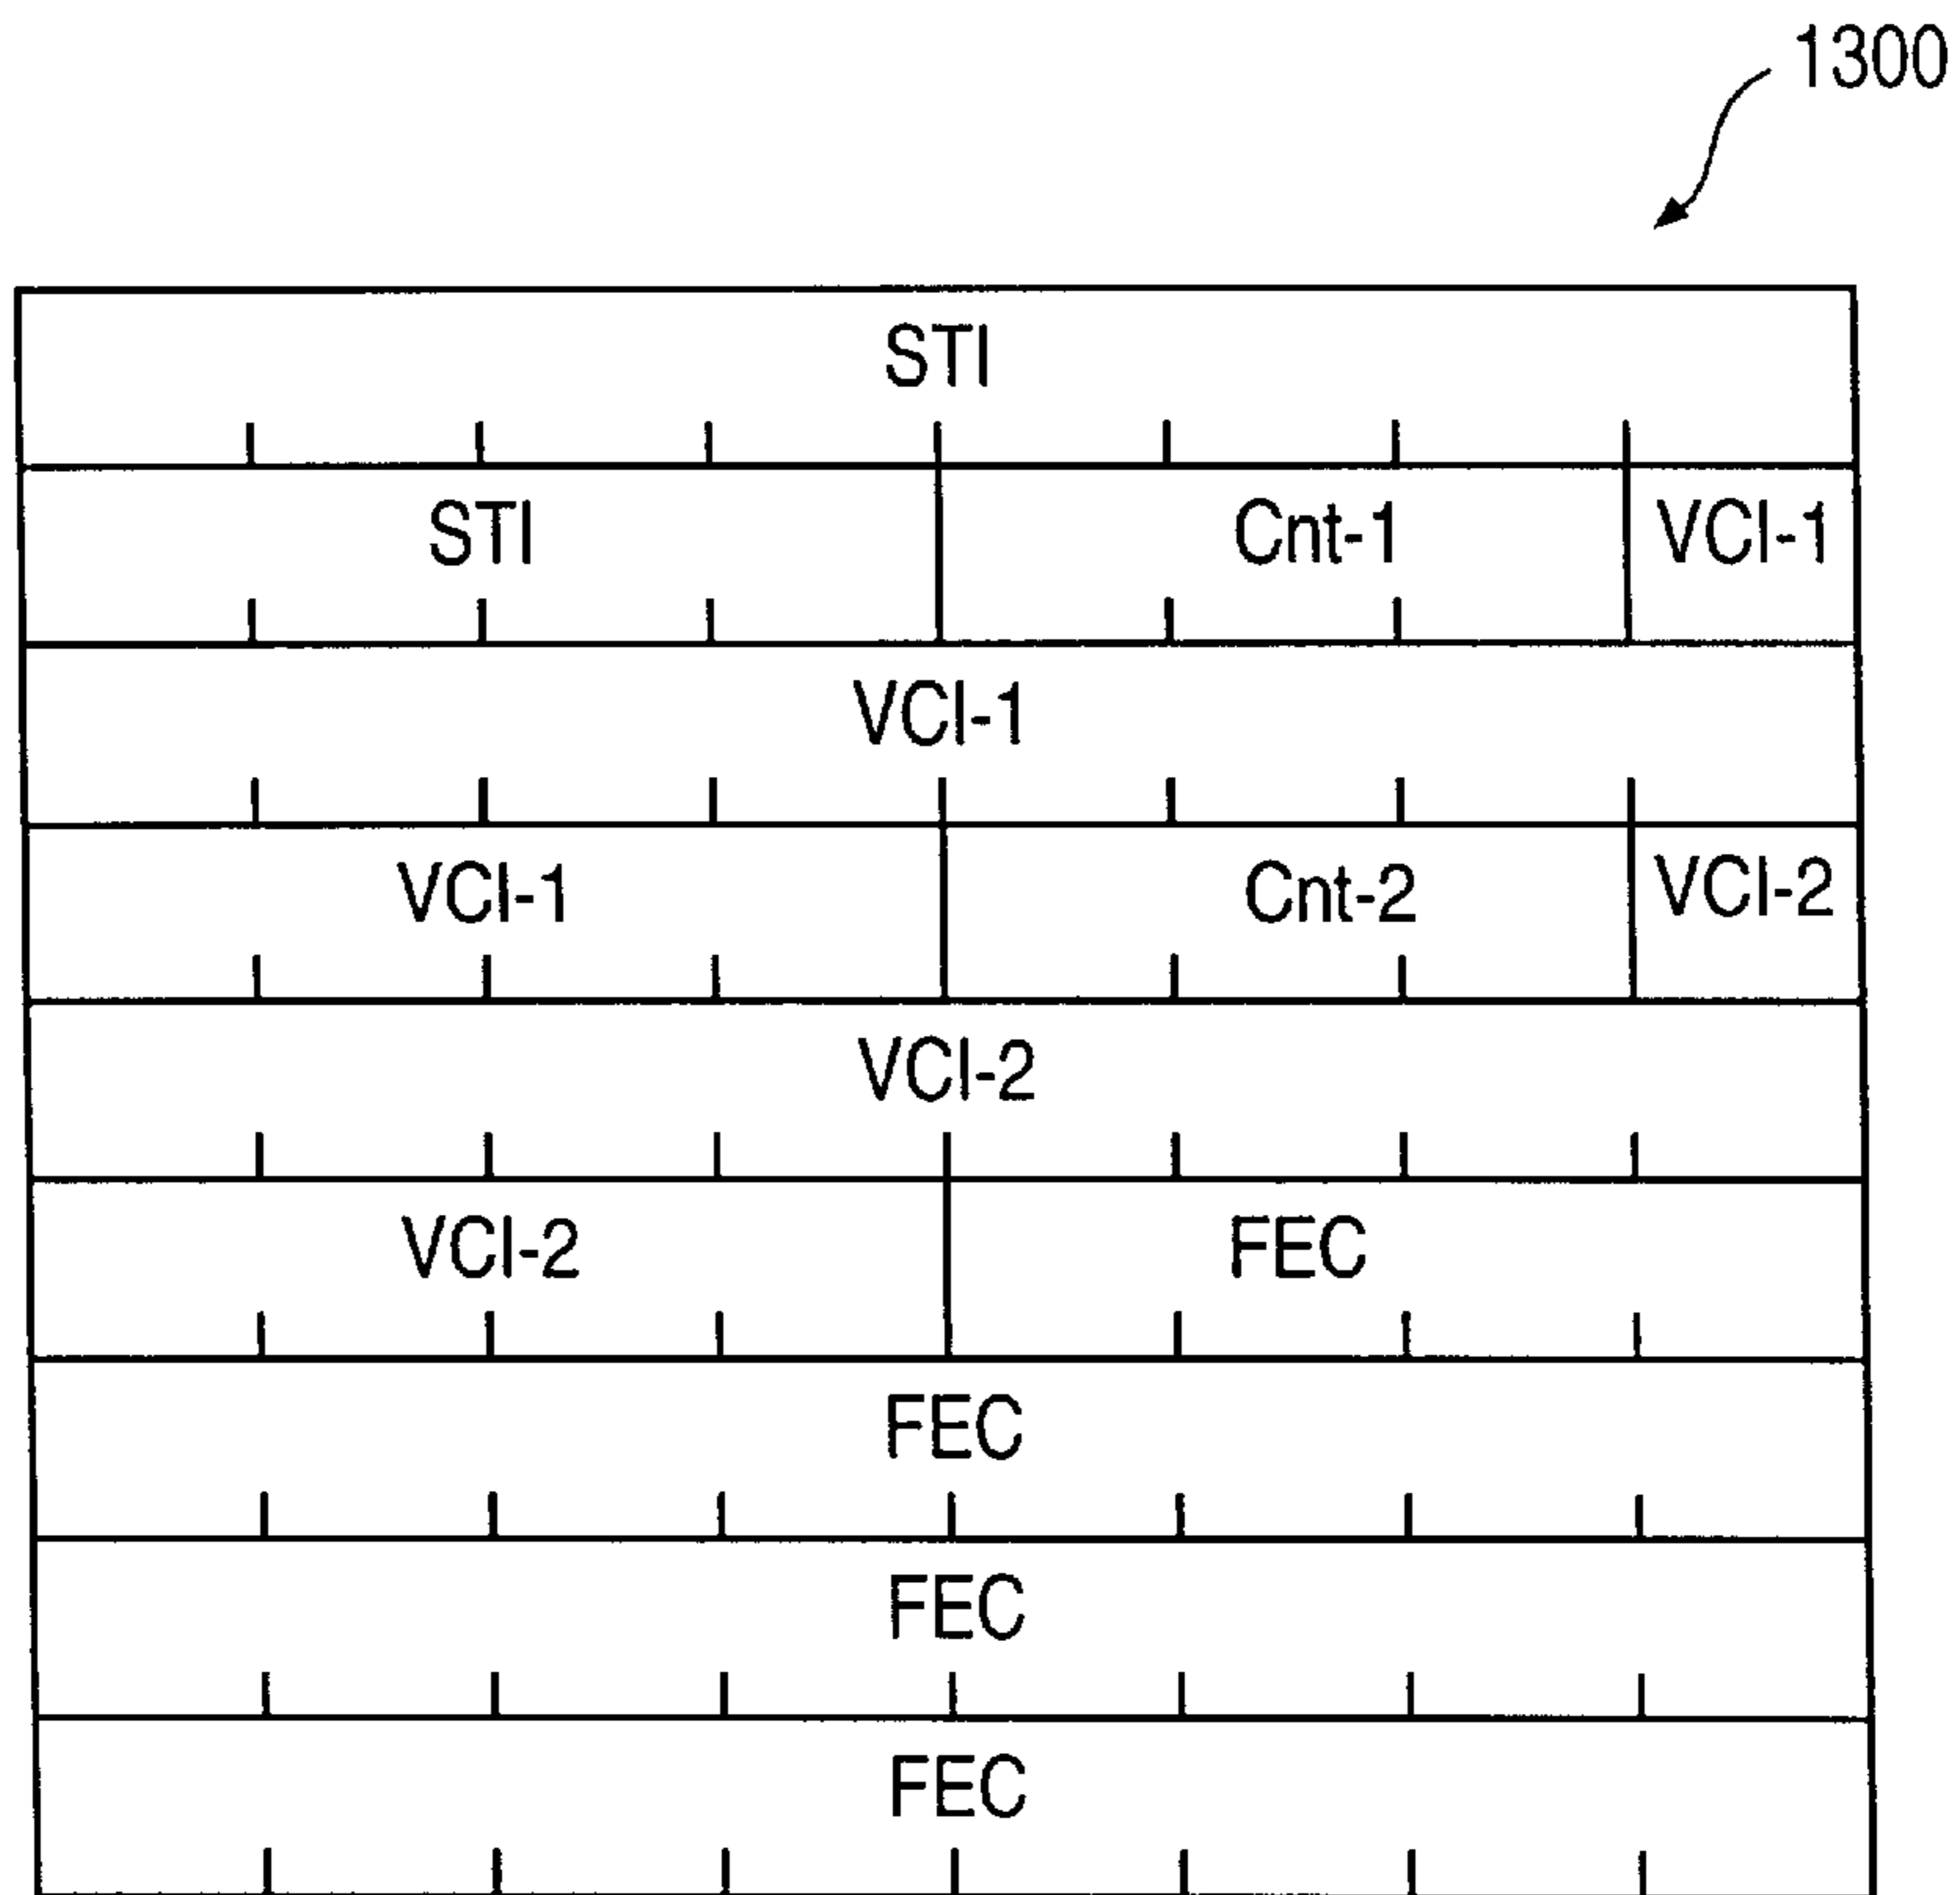 1300
STI
STI Cnt-1 VCI-1
VCI-1
VCI-1 Cnt-2 VCI-2
VCI-2
VCI-2 FEC
FEC
FEC
FEC